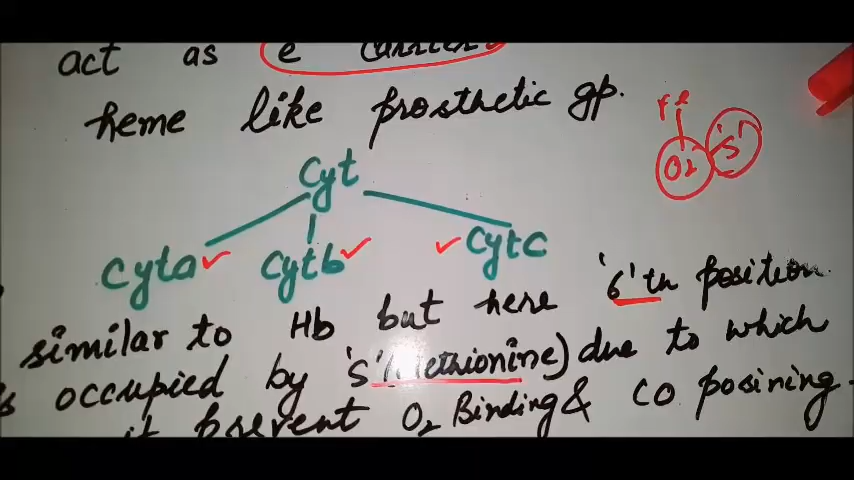 act as e carrier
heme like prosthetic gp.
fe
O2 'S'
Cyt
Cyta Cytb Cytc
similar to Hb but here '6'th position
occupied by 'S' (Methionine) due to which
it prevent O2 Binding & CO posining.